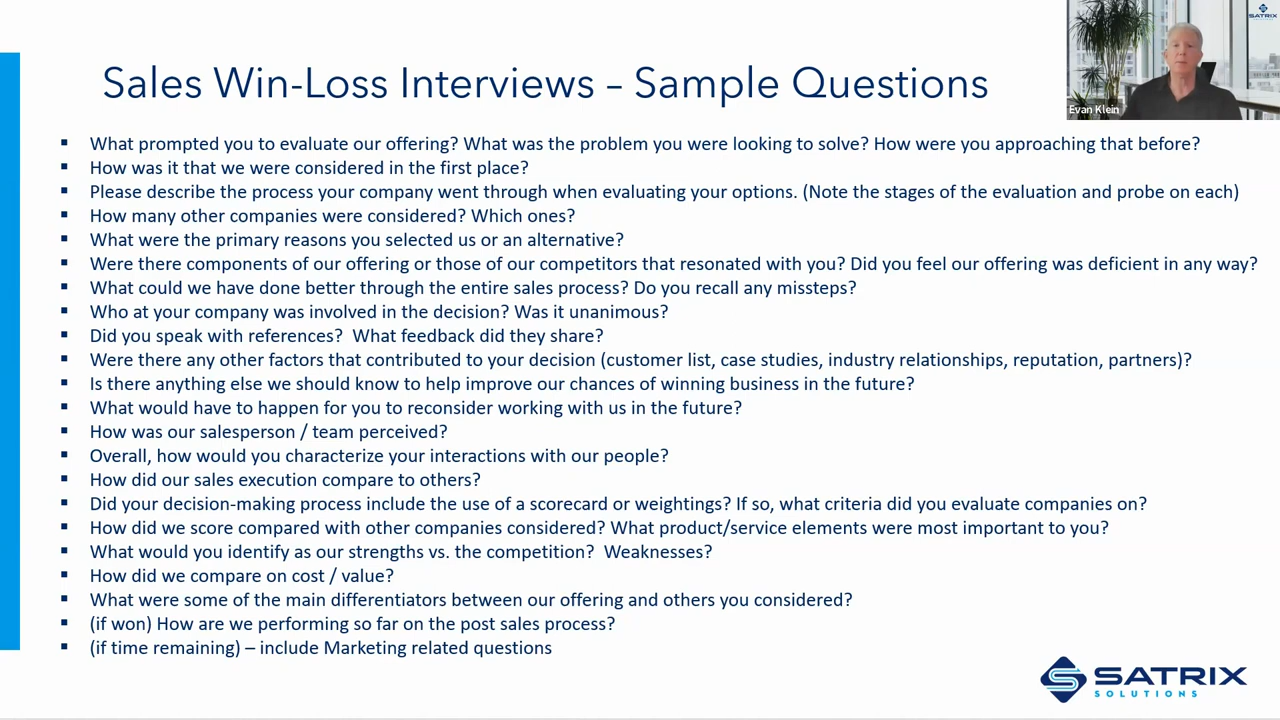 SATRIX
Evan Klein
Sales Win-Loss Interviews – Sample Questions
▪ What prompted you to evaluate our offering? What was the problem you were looking to solve? How were you approaching that before?
▪ How was it that we were considered in the first place?
▪ Please describe the process your company went through when evaluating your options. (Note the stages of the evaluation and probe on each)
▪ How many other companies were considered? Which ones?
▪ What were the primary reasons you selected us or an alternative?
▪ Were there components of our offering or those of our competitors that resonated with you? Did you feel our offering was deficient in any way?
▪ What could we have done better through the entire sales process? Do you recall any missteps?
▪ Who at your company was involved in the decision? Was it unanimous?
▪ Did you speak with references? What feedback did they share?
▪ Were there any other factors that contributed to your decision (customer list, case studies, industry relationships, reputation, partners)?
▪ Is there anything else we should know to help improve our chances of winning business in the future?
▪ What would have to happen for you to reconsider working with us in the future?
▪ How was our salesperson / team perceived?
▪ Overall, how would you characterize your interactions with our people?
▪ How did our sales execution compare to others?
▪ Did your decision-making process include the use of a scorecard or weightings? If so, what criteria did you evaluate companies on?
▪ How did we score compared with other companies considered? What product/service elements were most important to you?
▪ What would you identify as our strengths vs. the competition? Weaknesses?
▪ How did we compare on cost / value?
▪ What were some of the main differentiators between our offering and others you considered?
▪ (if won) How are we performing so far on the post sales process?
▪ (if time remaining) – include Marketing related questions
SATRIX
SOLUTIONS